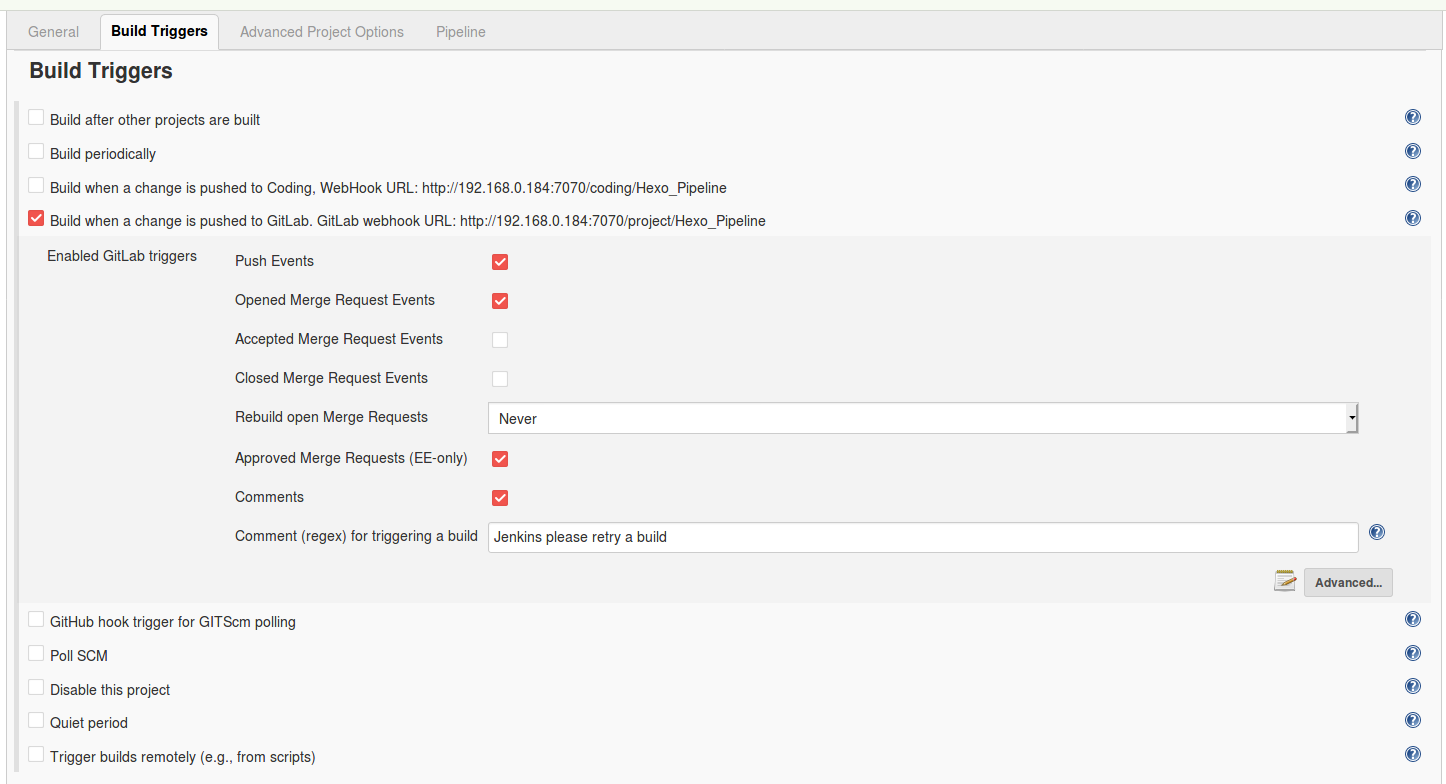 General Build Triggers Advanced Project Options Pipeline
Build Triggers
Build after other projects are built
Build periodically
Build when a change is pushed to Coding, WebHook URL: http://192.168.0.184:7070/coding/Hexo_Pipeline
Build when a change is pushed to GitLab. GitLab webhook URL: http://192.168.0.184:7070/project/Hexo_Pipeline
Enabled GitLab triggers
Push Events
Opened Merge Request Events
Accepted Merge Request Events
Closed Merge Request Events
Rebuild open Merge Requests Never
Approved Merge Requests (EE-only)
Comments
Comment (regex) for triggering a build Jenkins please retry a build
Advanced...
GitHub hook trigger for GITScm polling
Poll SCM
Disable this project
Quiet period
Trigger builds remotely (e.g., from scripts)